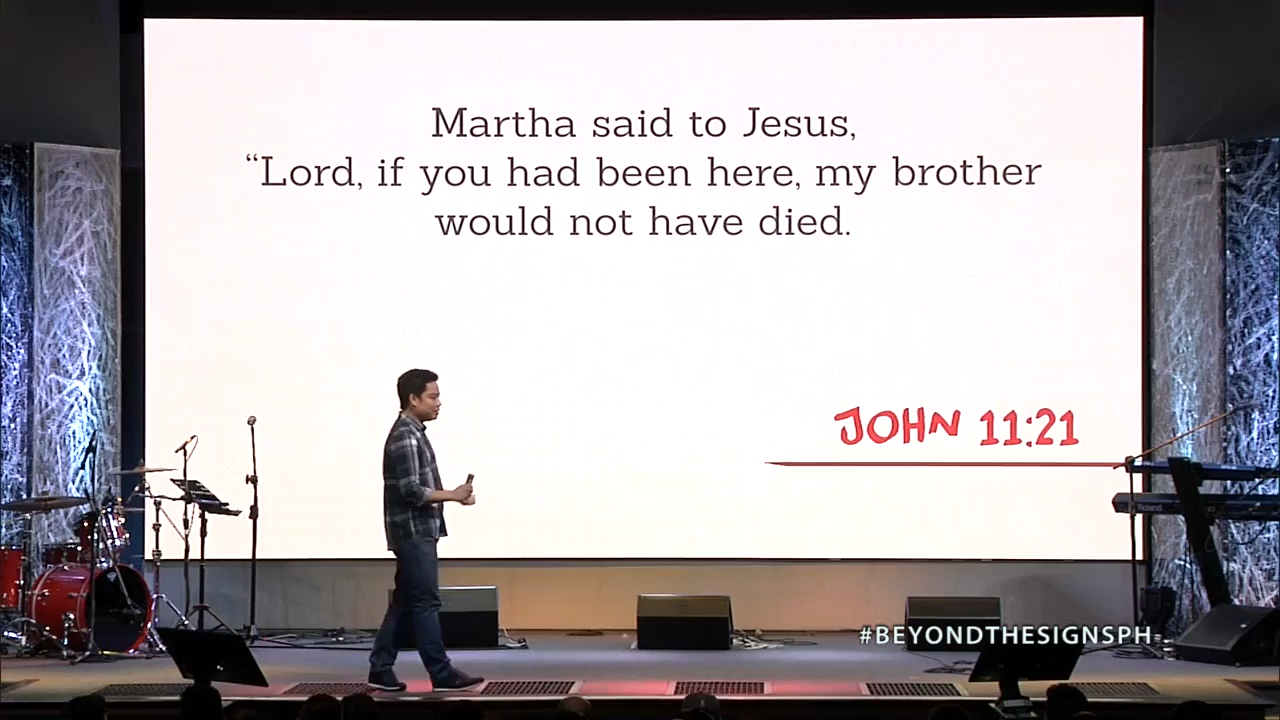 Martha said to Jesus,
“Lord, if you had been here, my brother
would not have died.
JOHN 11:21
Roland
#BEYONDTHESIGNSPH